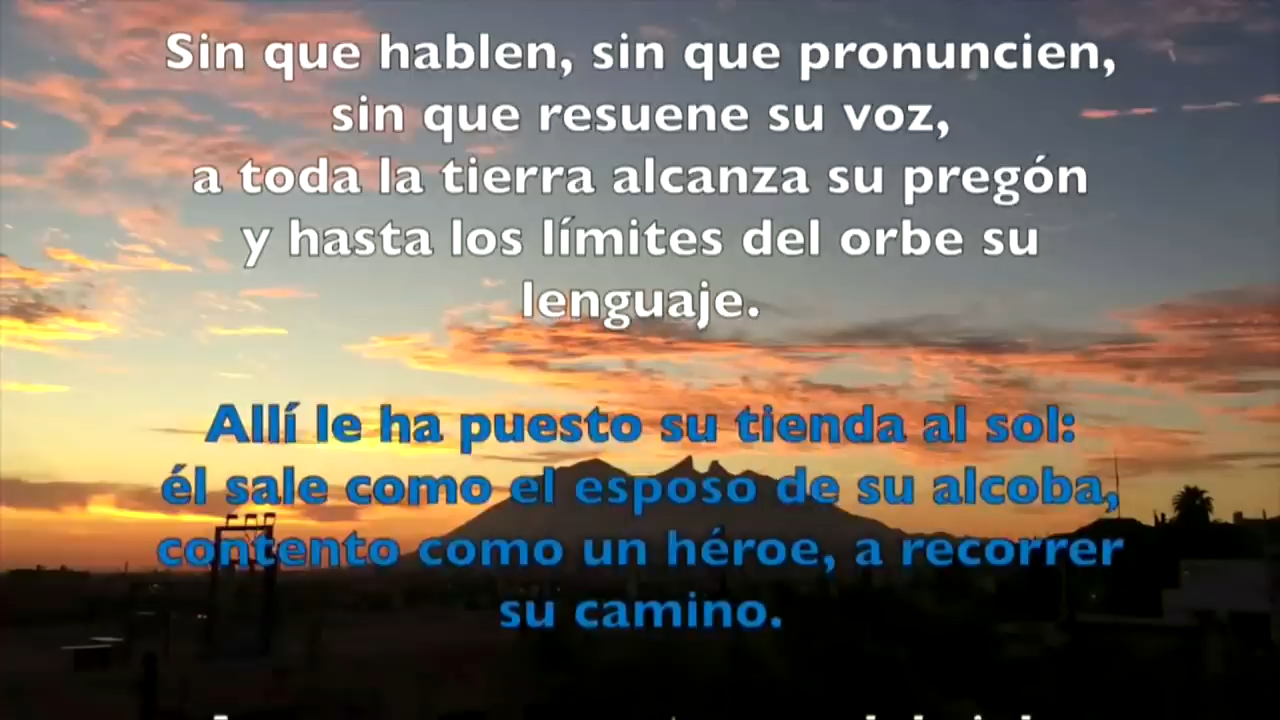 Sin que hablen, sin que pronuncien,
sin que resuene su voz,
a toda la tierra alcanza su pregón
y hasta los límites del orbe su
lenguaje.
Allí le ha puesto su tienda al sol:
él sale como el esposo de su alcoba,
contento como un héroe, a recorrer
su camino.